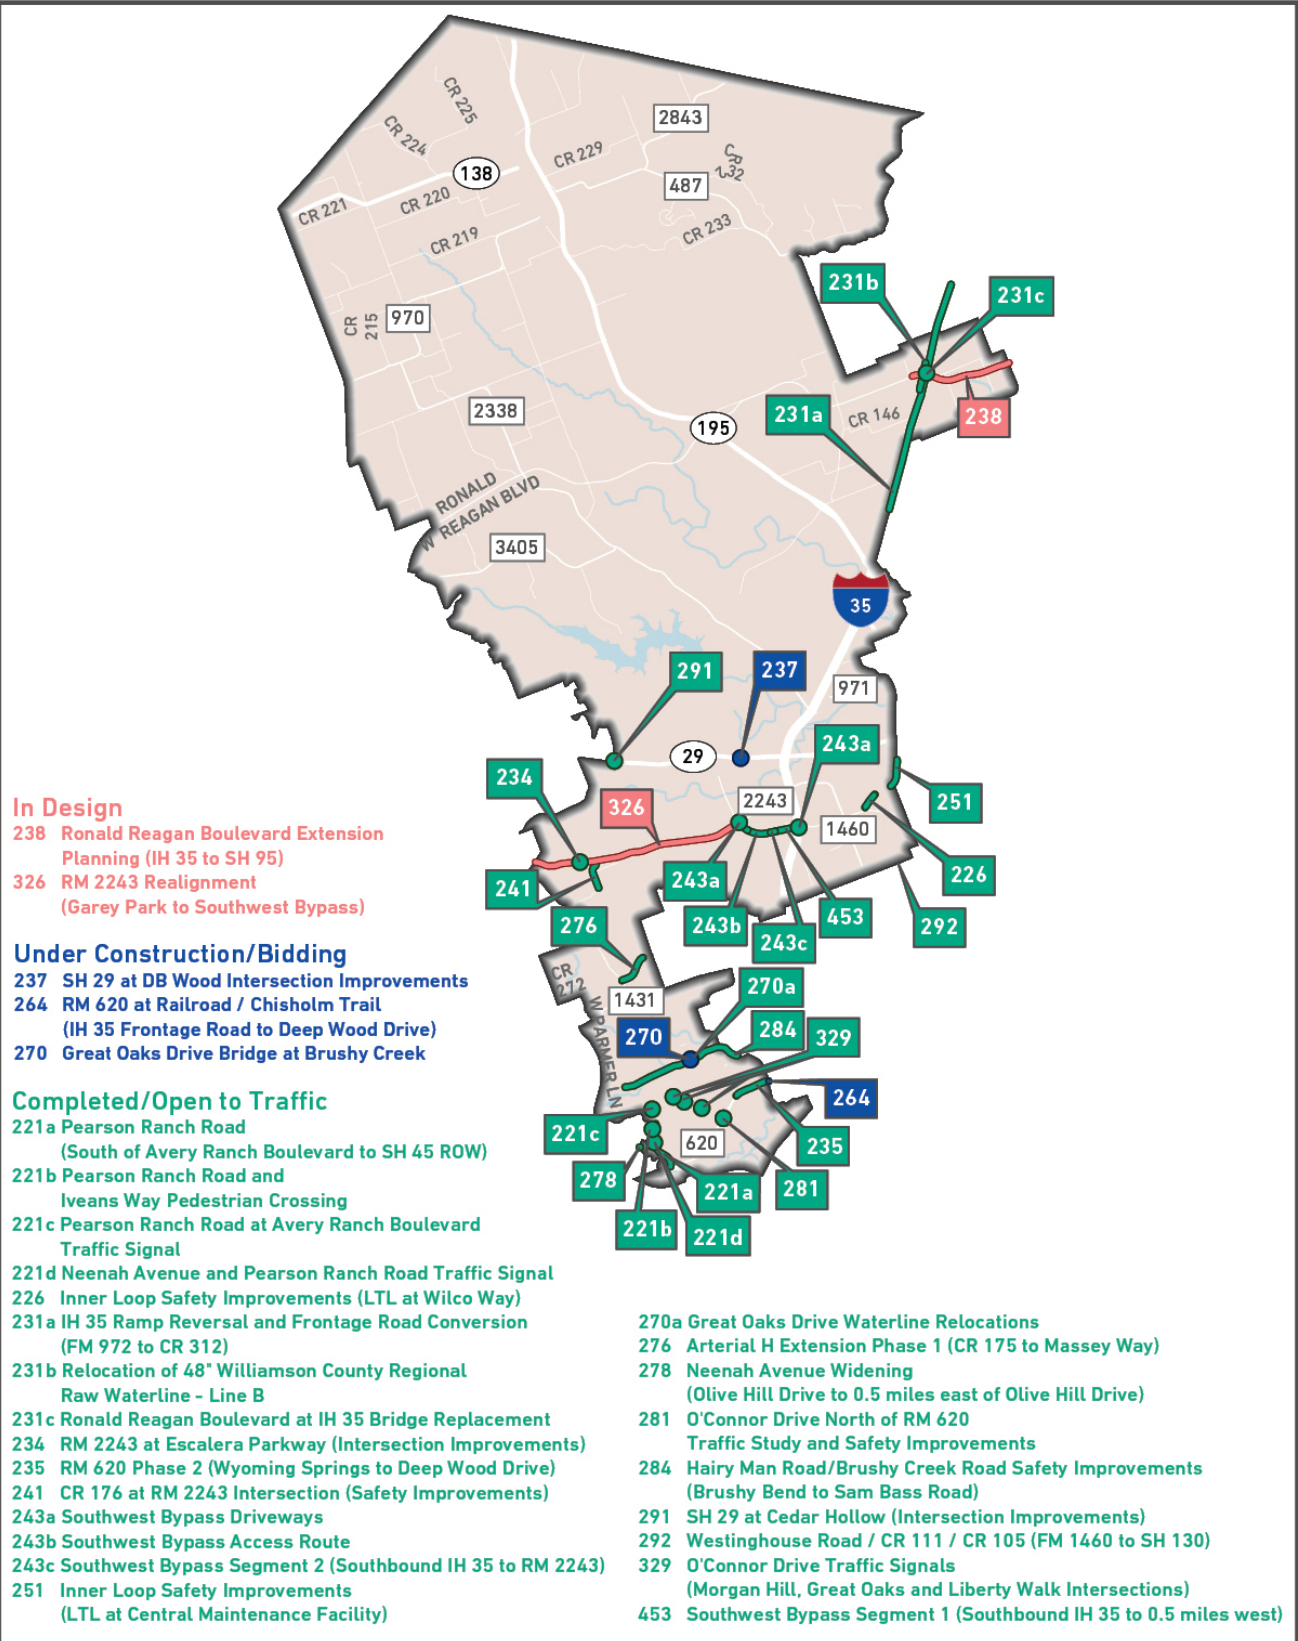 CR 225
CR 224
2843
CR 229
CR 232
138
487
CR 220
CR 221
CR 233
CR 219
231b
231c
CR
215
970
2338
231a
CR 146
238
195
RONALD
W REAGAN BLVD
3405
35
291
237
971
29
243a
234
326
2243
251
1460
241
243a
226
276
243b
243c
453
292
CR
272
1431
270a
270
284
329
W PARMER LN
264
221c
620
235
278
221a
281
221b
221d
In Design
238 Ronald Reagan Boulevard Extension
Planning (IH 35 to SH 95)
326 RM 2243 Realignment
(Garey Park to Southwest Bypass)
Under Construction/Bidding
237 SH 29 at DB Wood Intersection Improvements
264 RM 620 at Railroad / Chisholm Trail
(IH 35 Frontage Road to Deep Wood Drive)
270 Great Oaks Drive Bridge at Brushy Creek
Completed/Open to Traffic
221a Pearson Ranch Road
(South of Avery Ranch Boulevard to SH 45 ROW)
221b Pearson Ranch Road and
Iveans Way Pedestrian Crossing
221c Pearson Ranch Road at Avery Ranch Boulevard
Traffic Signal
221d Neenah Avenue and Pearson Ranch Road Traffic Signal
226 Inner Loop Safety Improvements (LTL at Wilco Way)
231a IH 35 Ramp Reversal and Frontage Road Conversion
(FM 972 to CR 312)
231b Relocation of 48" Williamson County Regional
Raw Waterline - Line B
231c Ronald Reagan Boulevard at IH 35 Bridge Replacement
234 RM 2243 at Escalera Parkway (Intersection Improvements)
235 RM 620 Phase 2 (Wyoming Springs to Deep Wood Drive)
241 CR 176 at RM 2243 Intersection (Safety Improvements)
243a Southwest Bypass Driveways
243b Southwest Bypass Access Route
243c Southwest Bypass Segment 2 (Southbound IH 35 to RM 2243)
251 Inner Loop Safety Improvements
(LTL at Central Maintenance Facility)
270a Great Oaks Drive Waterline Relocations
276 Arterial H Extension Phase 1 (CR 175 to Massey Way)
278 Neenah Avenue Widening
(Olive Hill Drive to 0.5 miles east of Olive Hill Drive)
281 O'Connor Drive North of RM 620
Traffic Study and Safety Improvements
284 Hairy Man Road/Brushy Creek Road Safety Improvements
(Brushy Bend to Sam Bass Road)
291 SH 29 at Cedar Hollow (Intersection Improvements)
292 Westinghouse Road / CR 111 / CR 105 (FM 1460 to SH 130)
329 O'Connor Drive Traffic Signals
(Morgan Hill, Great Oaks and Liberty Walk Intersections)
453 Southwest Bypass Segment 1 (Southbound IH 35 to 0.5 miles west)